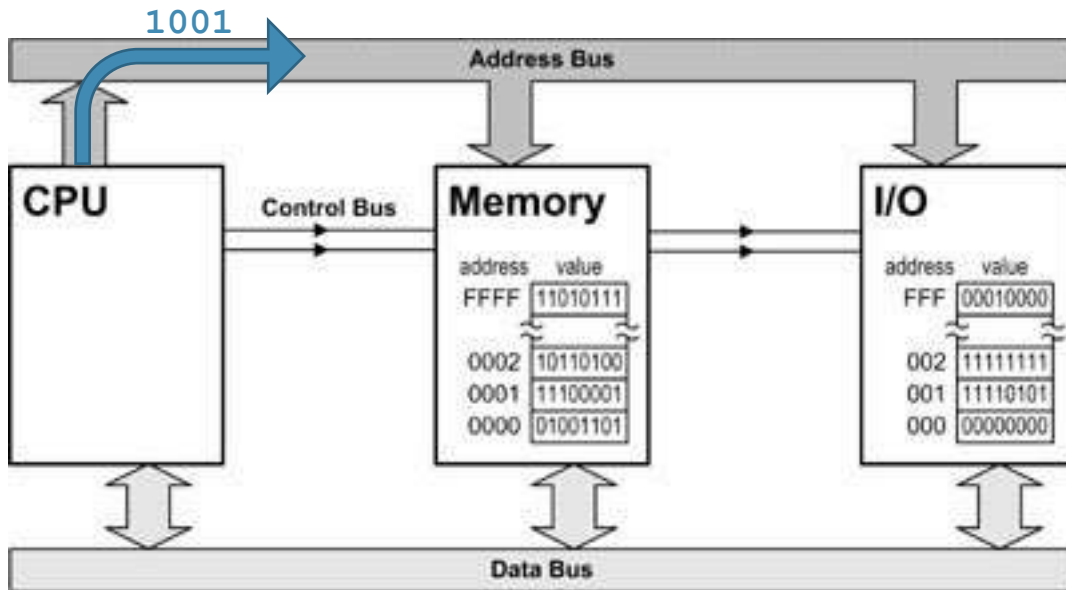 1001
Address Bus
CPU
Control Bus
Memory
address value
FFFF 11010111
0002 10110100
0001 11100001
0000 01001101
I/O
address value
FFF 00010000
002 11111111
001 11110101
000 00000000
Data Bus